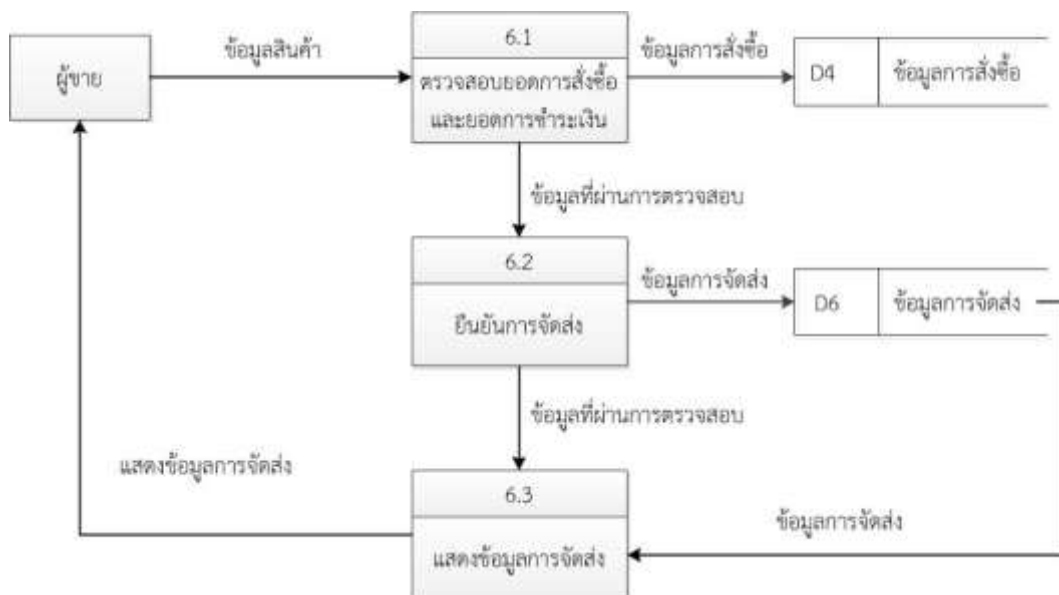 ผู้ขาย
ข้อมูลสินค้า
6.1
ตรวจสอบยอดการสั่งซื้อ
และยอดการชำระเงิน
ข้อมูลการสั่งซื้อ
D4
ข้อมูลการสั่งซื้อ
ข้อมูลที่ผ่านการตรวจสอบ
6.2
ยืนยันการจัดส่ง
ข้อมูลการจัดส่ง
D6
ข้อมูลการจัดส่ง
ข้อมูลที่ผ่านการตรวจสอบ
แสดงข้อมูลการจัดส่ง
6.3
แสดงข้อมูลการจัดส่ง
ข้อมูลการจัดส่ง